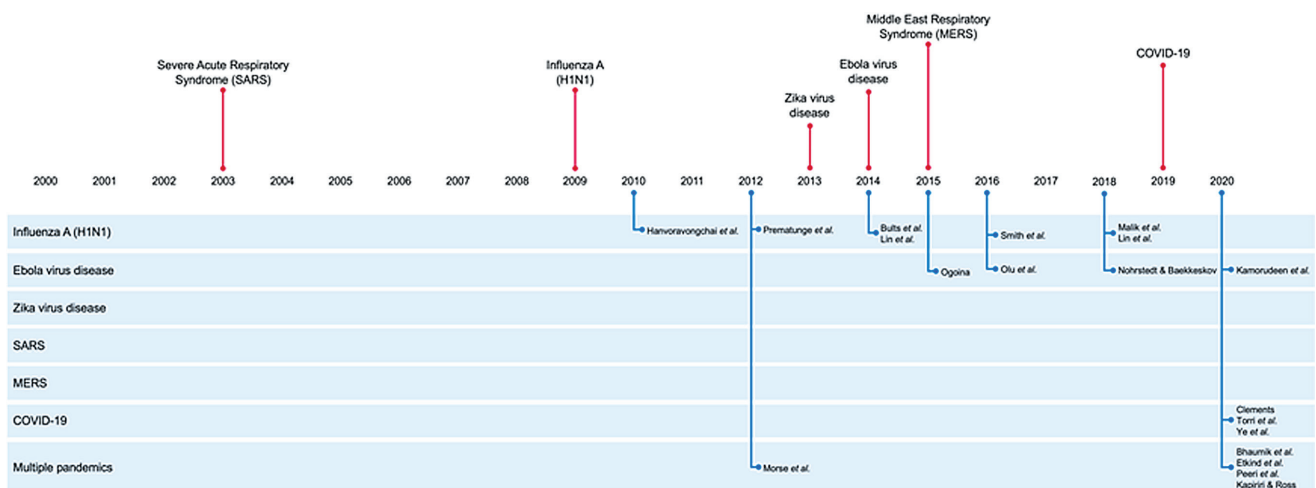 Middle East Respiratory
Syndrome (MERS)
Severe Acute Respiratory
Syndrome (SARS)
Influenza A
(H1N1)
Ebola virus
disease
COVID-19
Zika virus
disease
2000 2001 2002 2003 2004 2005 2006 2007 2008 2009 2010 2011 2012 2013 2014 2015 2016 2017 2018 2019 2020
Influenza A (H1N1)
Hanvoravongchai et al.
Prematunge et al.
Bults et al.
Lin et al.
Smith et al.
Malik et al.
Lin et al.
Ebola virus disease
Ogoina
Olu et al.
Nohrstedt & Baekkeskov
Kamorudeen et al.
Zika virus disease
SARS
MERS
COVID-19
Clements
Torri et al.
Ye et al.
Multiple pandemics
Morse et al.
Bhaumik et al.
Etkind et al.
Peeri et al.
Kapiriri & Ross